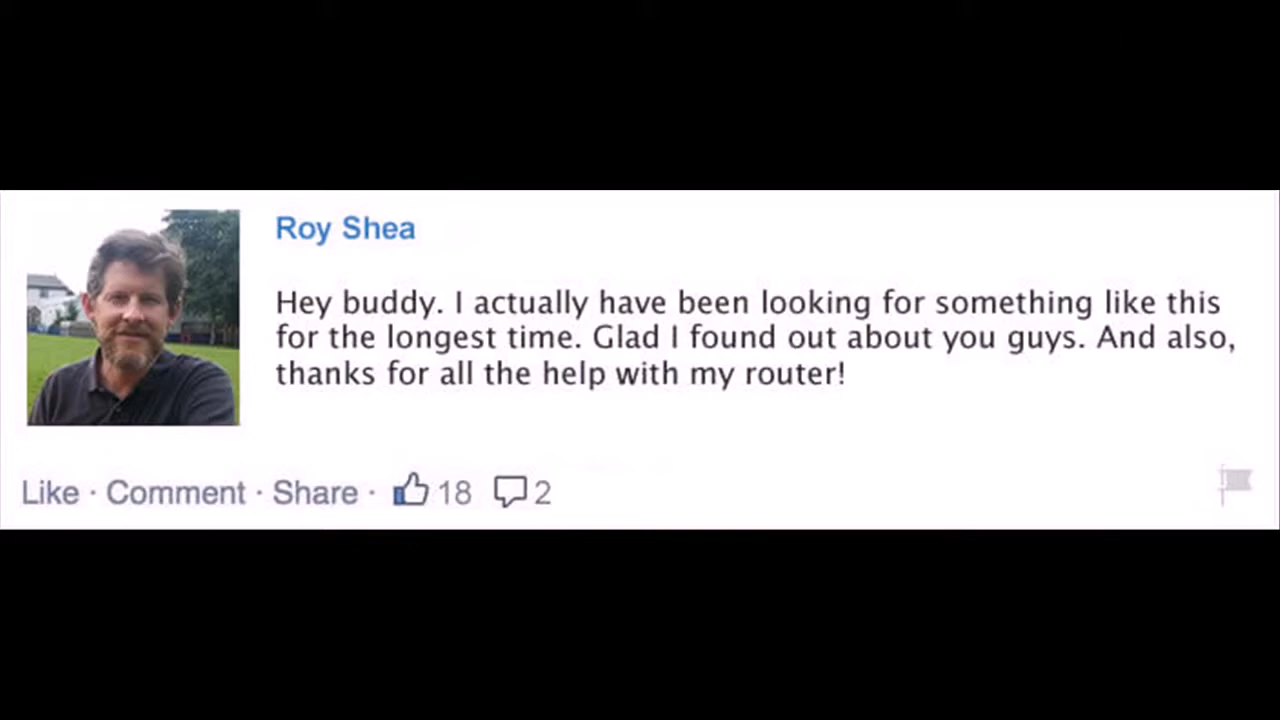 Roy Shea
Hey buddy. I actually have been looking for something like this
for the longest time. Glad I found out about you guys. And also,
thanks for all the help with my router!
Like · Comment · Share · 18 2